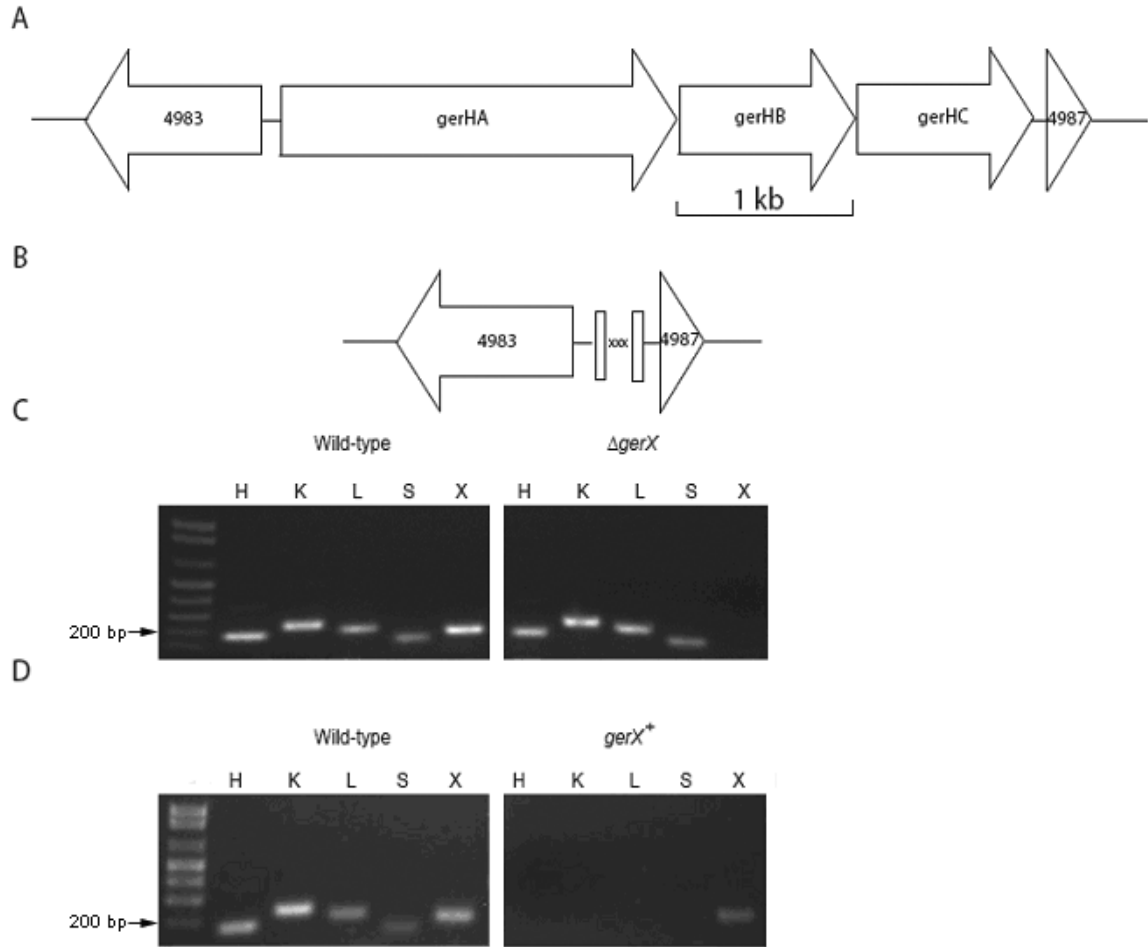 A
4983 gerHA gerHB gerHC 4987
1 kb
B
4983 xxx 4987
C
Wild-type ΔgerX
H K L S X H K L S X
200 bp
D
Wild-type gerX+
H K L S X H K L S X
200 bp